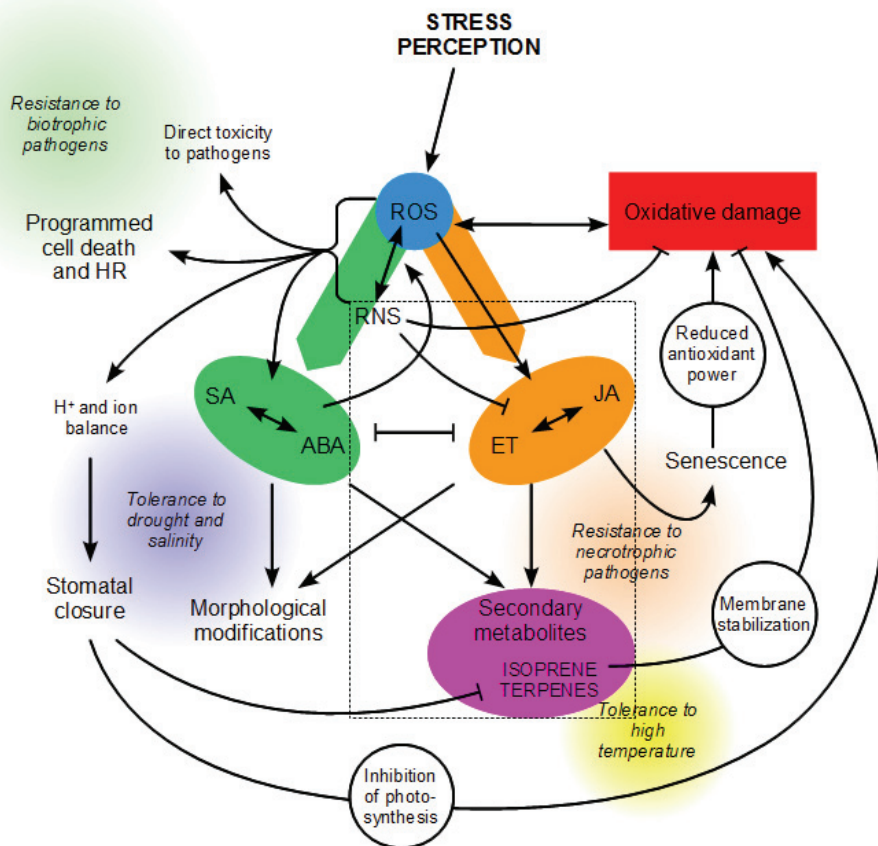 STRESS
PERCEPTION
Resistance to
biotrophic
pathogens
Direct toxicity
to pathogens
ROS
Oxidative damage
Programmed
cell death
and HR
RNS
Reduced
antioxidant
power
SA
ABA
JA
ET
H⁺ and ion
balance
Senescence
Tolerance to
drought and
salinity
Resistance to
necrotrophic
pathogens
Stomatal
closure
Morphological
modifications
Secondary
metabolites
ISOPRENE
TERPENES
Membrane
stabilization
Tolerance to
high
temperature
Inhibition
of photo-
synthesis